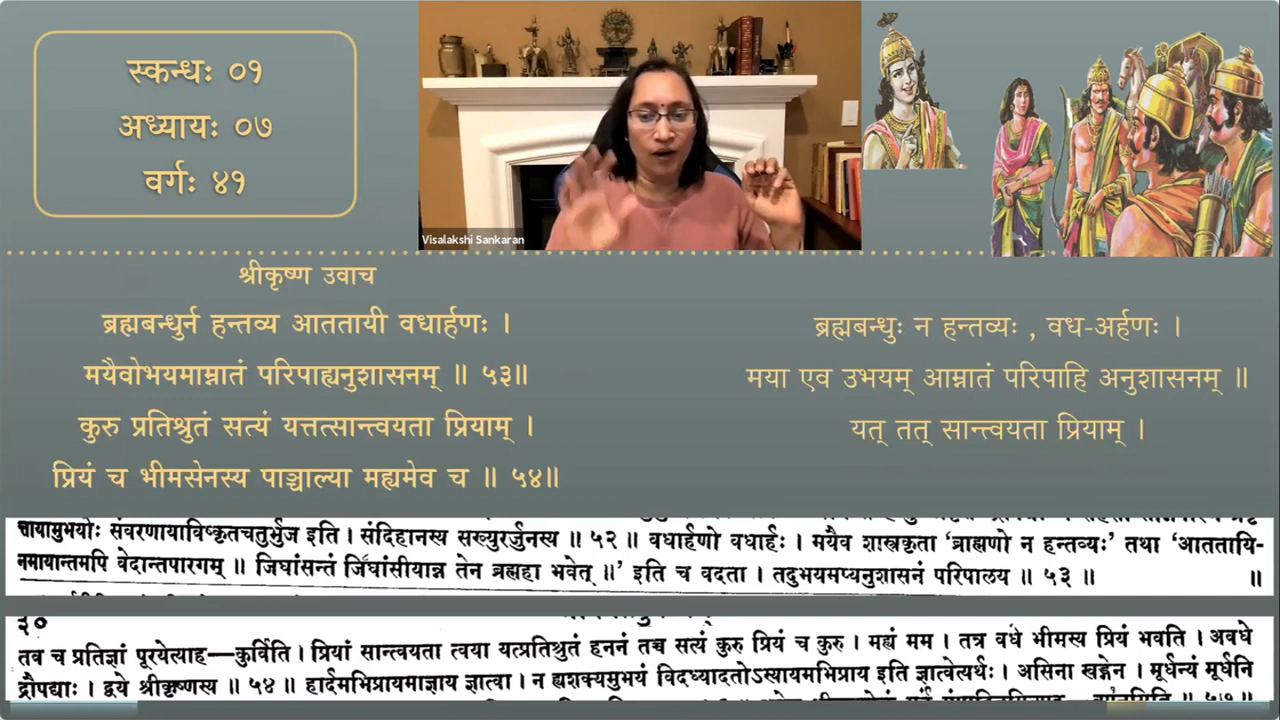 स्कन्धः ०१
अध्यायः ०७
वर्गः ४१
Visalakshi Sankaran
श्रीकृष्ण उवाच
ब्रह्मबन्धुर्न हन्तव्य आततायी वधार्हणः ।
मयैवोभयमाम्नातं परिपाह्यनुशासनम् ॥ ५३॥
कुरु प्रतिश्रुतं सत्यं यत्तत्सान्त्वयता प्रियाम् ।
प्रियं च भीमसेनस्य पाञ्चाल्या मह्यमेव च ॥ ५४॥
ब्रह्मबन्धुः न हन्तव्यः , वध-अर्हणः ।
मया एव उभयम् आम्नातं परिपाहि अनुशासनम् ॥
यत् तत् सान्त्वयता प्रियाम् ।
संवरणायाविष्कृतचतुर्भुज इति । संदिहानस्य सख्युरर्जुनस्य ॥ ५२ ॥ वधार्हणो वधार्हः । मयैव शास्त्रकृता ‘ब्राह्मणो न हन्तव्यः’ तथा ‘आततायि-
नमायान्तमपि वेदान्तपारगम् ॥ जिघांसन्तं जिघांसीयान्न तेन ब्रह्महा भवेत् ॥’ इति च वदता । तदुभयमप्यनुशासनं परिपालय ॥ ५३ ॥ ॥
३०
तव च प्रतिज्ञां पूरयेत्याह—कुर्विति । प्रियां सान्त्वयता त्वया यत्प्रतिश्रुतं हननं तच्च सत्यं कुरु प्रियं च कुरु । मह्यं मम । तत्र वधे भीमस्य प्रियं भवति । अवधे
द्रौपद्याः । द्वये श्रीकृष्णस्य ॥ ५४ ॥ हार्दमभिप्रायमाज्ञाय ज्ञात्वा । न ह्यशक्यमुभयं विदध्यादतोऽस्यायमभिप्राय इति ज्ञात्वेत्यर्थः । असिना खड्गेन । मूर्धन्यं मूर्धनि